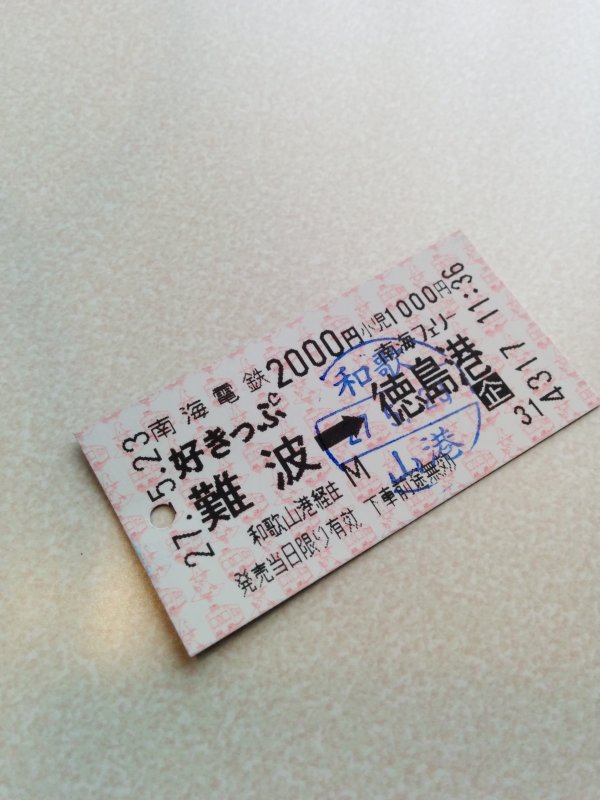 27.-5.23 南海電鉄 2000円 小児1000円
好きっぷ。 南海フェリー
難波➡徳島港 企
和歌山港経由 M
発売当日限り有効 下車前途無効
和歌
27
山港
11:36
314317